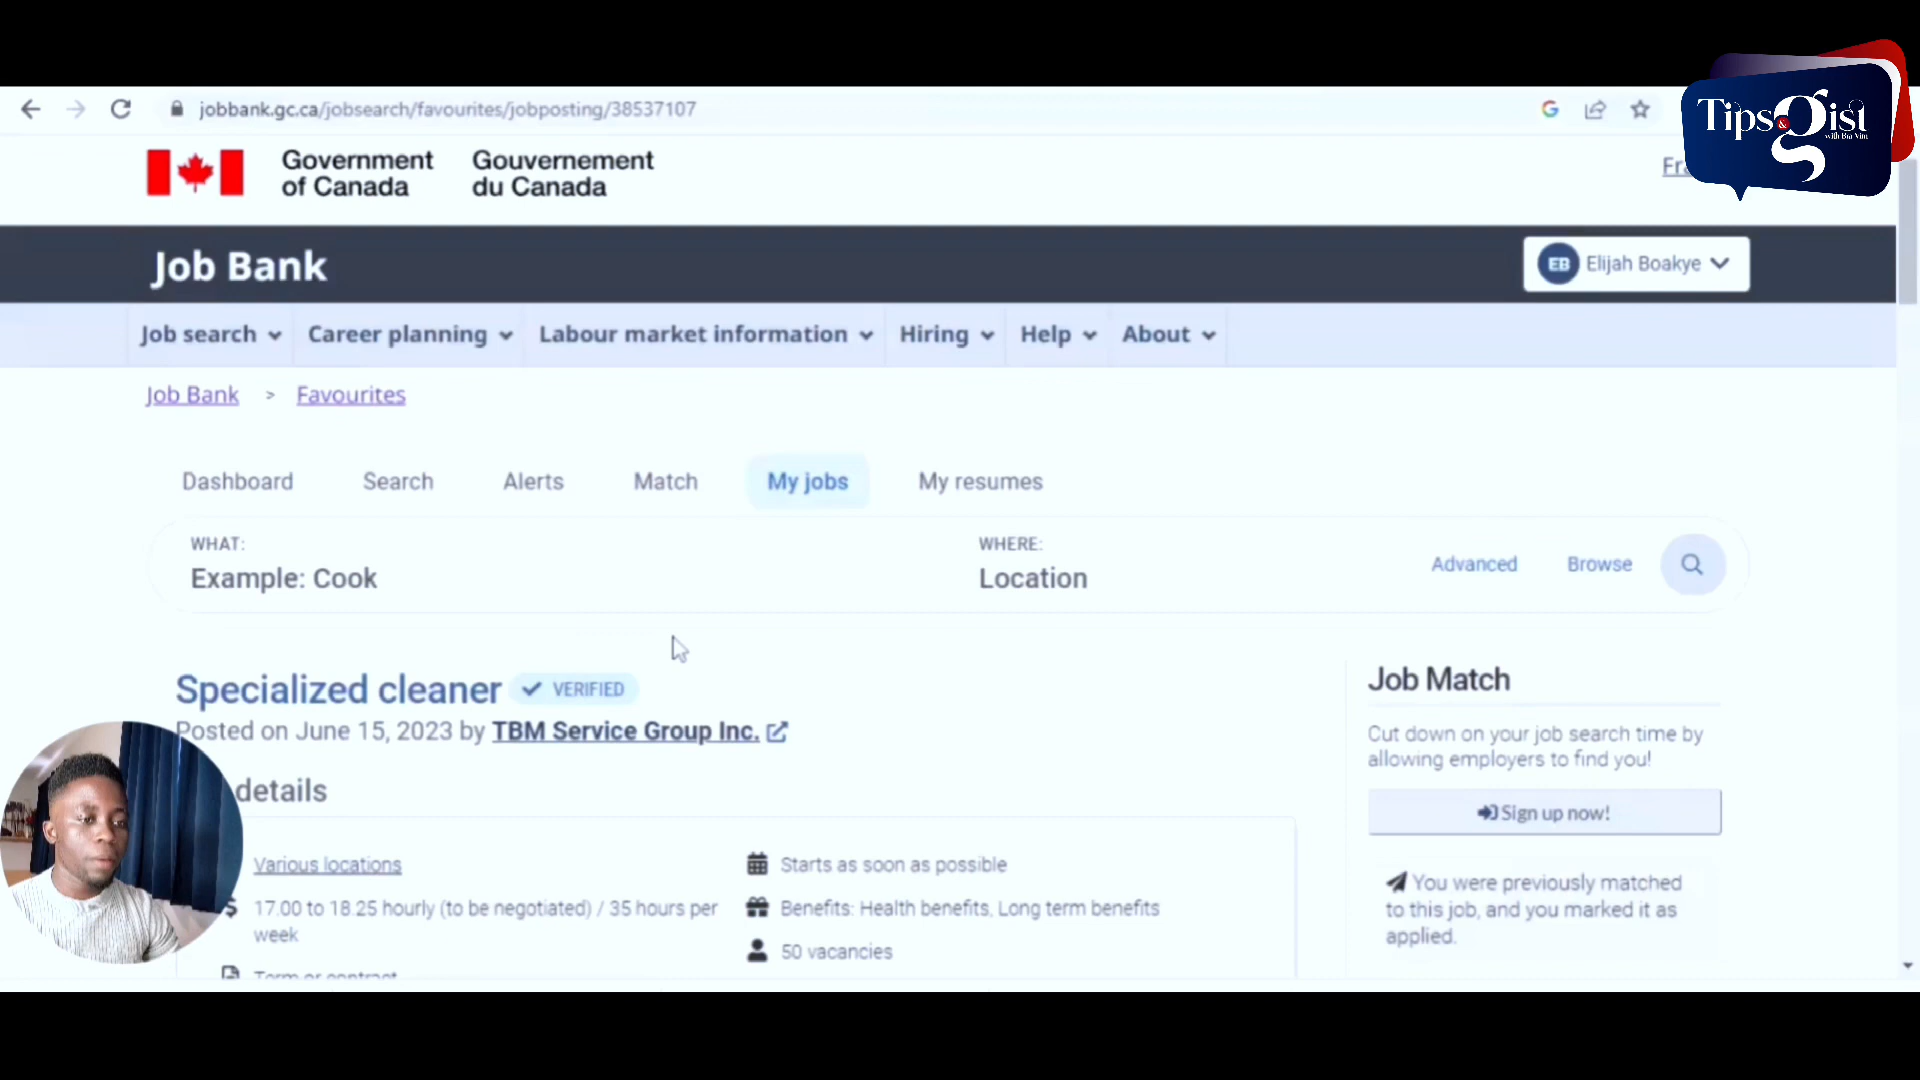 jobbank.gc.ca/jobsearch/favourites/jobposting/38537107
Tips & Gist
with Bra Vim
Government of Canada
Gouvernement du Canada
Job Bank
EB Elijah Boakye
Job search
Career planning
Labour market information
Hiring
Help
About
Job Bank > Favourites
Dashboard
Search
Alerts
Match
My jobs
My resumes
WHAT:
Example: Cook
WHERE:
Location
Advanced
Browse
Specialized cleaner VERIFIED
Posted on June 15, 2023 by TBM Service Group Inc.
details
Various locations
17.00 to 18.25 hourly (to be negotiated) / 35 hours per
week
Term or contract
Starts as soon as possible
Benefits: Health benefits, Long term benefits
50 vacancies
Job Match
Cut down on your job search time by
allowing employers to find you!
Sign up now!
You were previously matched
to this job, and you marked it as
applied.